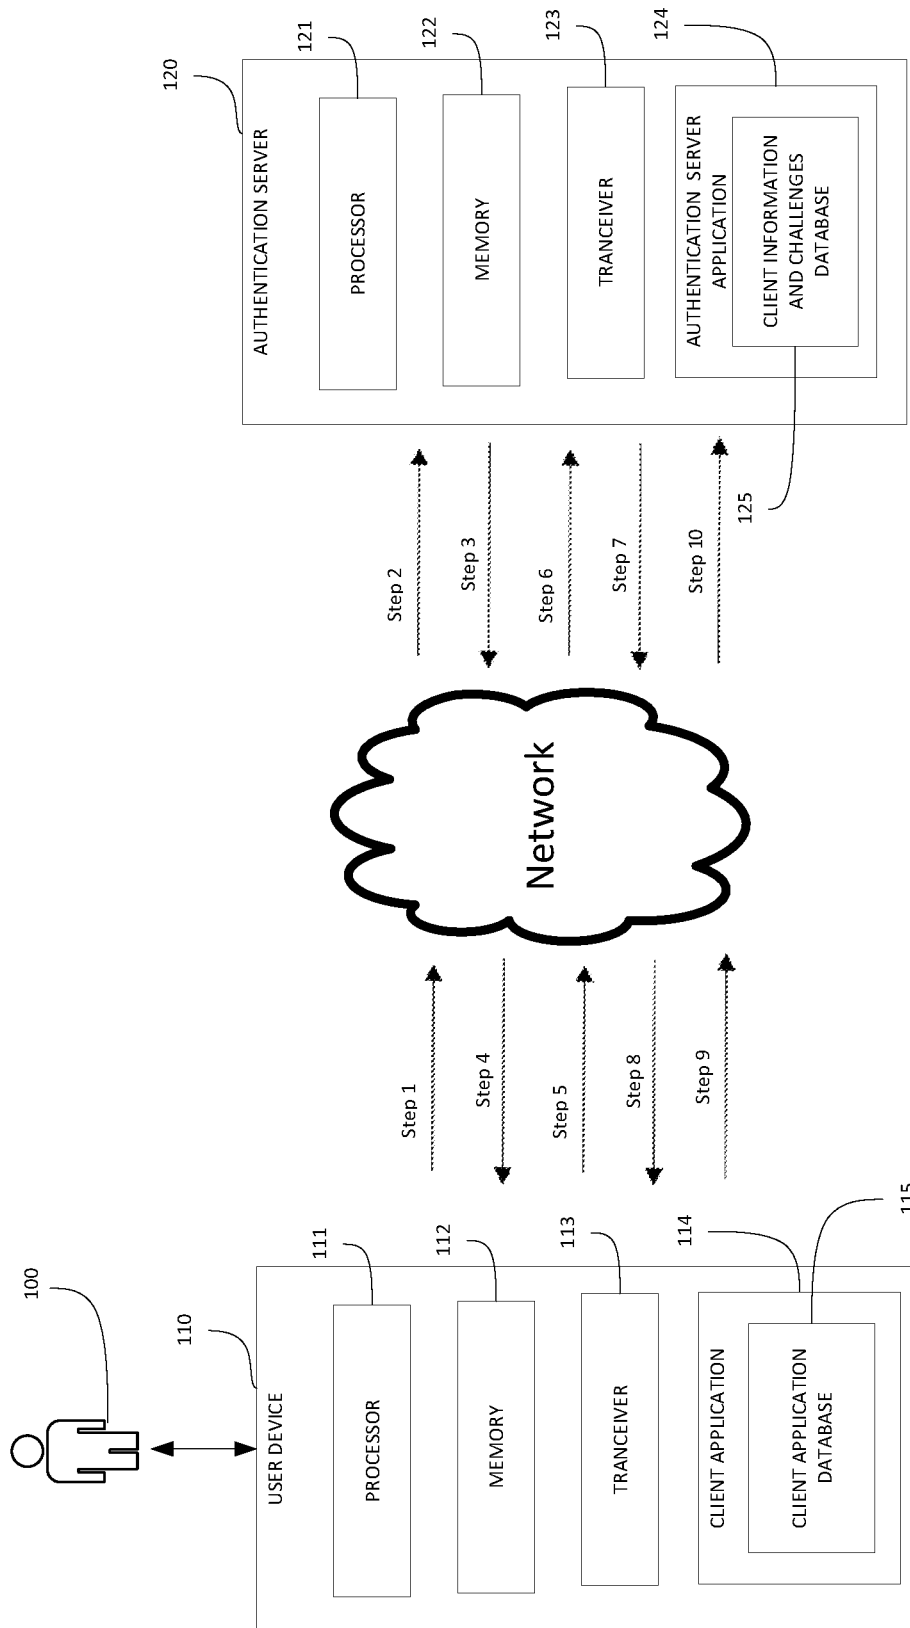 100
110
USER DEVICE
PROCESSOR
111
MEMORY
112
TRANCEIVER
113
CLIENT APPLICATION
114
CLIENT APPLICATION
DATABASE
115
Step 1
Step 4
Step 5
Step 8
Step 9
Network
Step 2
Step 3
Step 6
Step 7
Step 10
120
AUTHENTICATION SERVER
PROCESSOR
121
MEMORY
122
TRANCEIVER
123
AUTHENTICATION SERVER
APPLICATION
124
CLIENT INFORMATION
AND CHALLENGES
DATABASE
125